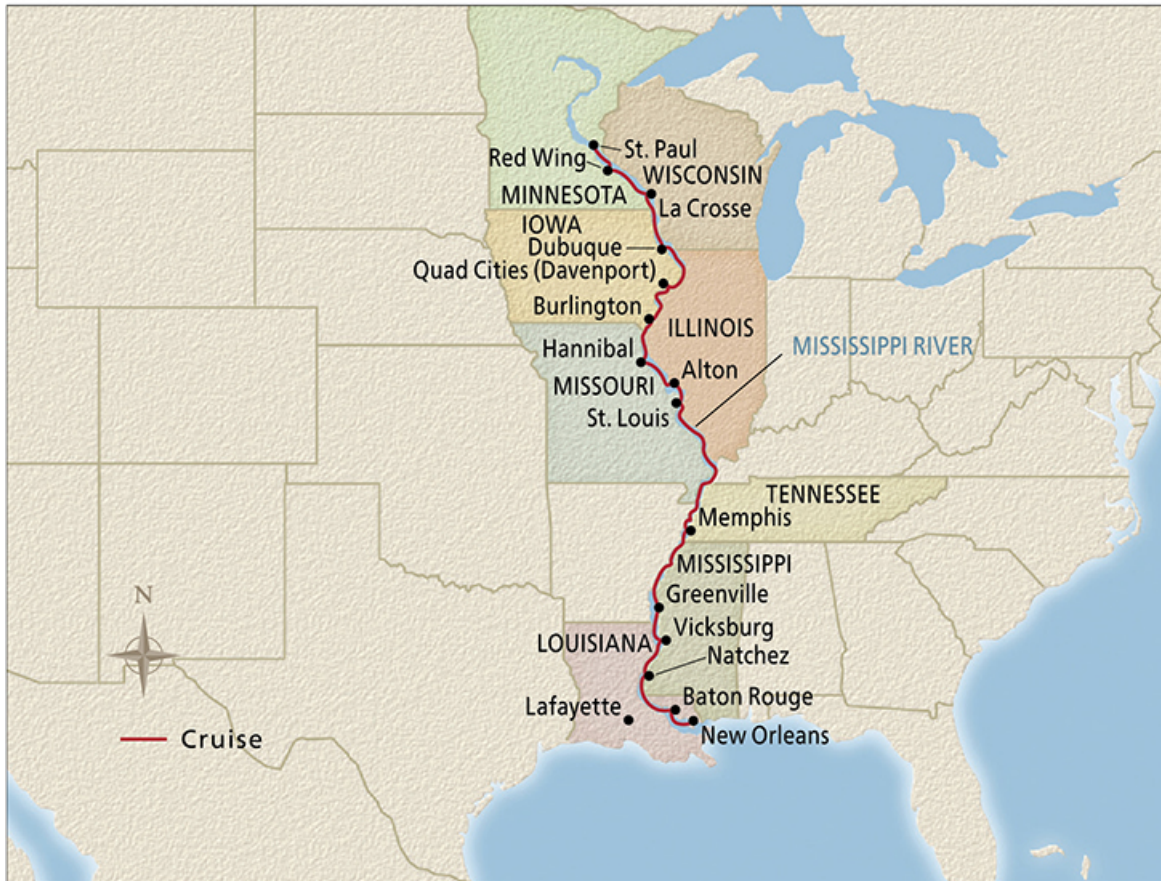 St. Paul
Red Wing
WISCONSIN
MINNESOTA
La Crosse
IOWA
Dubuque
Quad Cities (Davenport)
Burlington
ILLINOIS
MISSISSIPPI RIVER
Hannibal
Alton
MISSOURI
St. Louis
TENNESSEE
Memphis
MISSISSIPPI
N
Greenville
Vicksburg
LOUISIANA
Natchez
Baton Rouge
Lafayette
New Orleans
Cruise